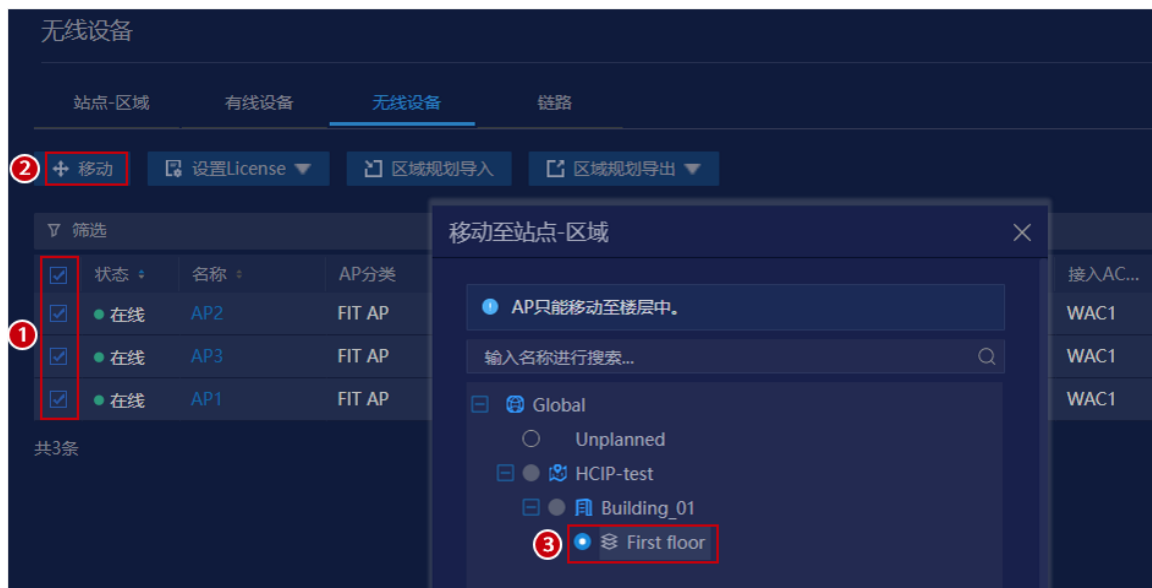 无线设备
站点-区域 有线设备 无线设备 链路
2 移动 设置License 区域规划导入 区域规划导出
筛选
移动至站点-区域
状态 名称 AP分类 接入AC...
AP只能移动至楼层中。
在线 AP2 FIT AP WAC1
1
输入名称进行搜索...
在线 AP3 FIT AP WAC1
在线 AP1 FIT AP WAC1
Global
共3条
Unplanned
HCIP-test
Building_01
3 First floor